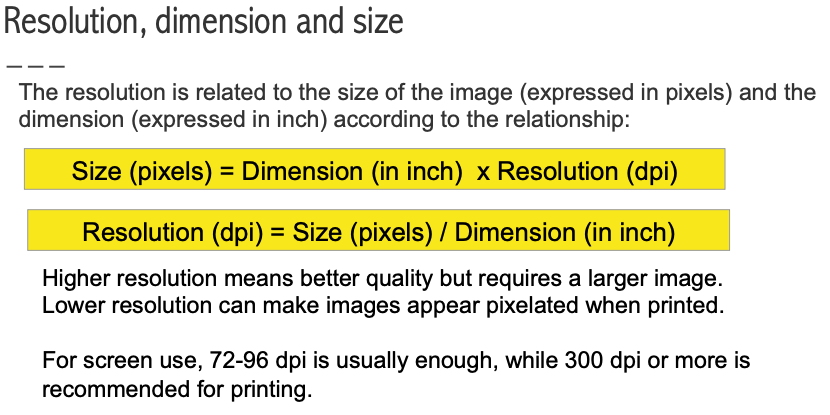 Resolution, dimension and size
The resolution is related to the size of the image (expressed in pixels) and the
dimension (expressed in inch) according to the relationship:
Size (pixels) = Dimension (in inch)  x Resolution (dpi)
Resolution (dpi) = Size (pixels) / Dimension (in inch)
Higher resolution means better quality but requires a larger image.
Lower resolution can make images appear pixelated when printed.
For screen use, 72-96 dpi is usually enough, while 300 dpi or more is
recommended for printing.